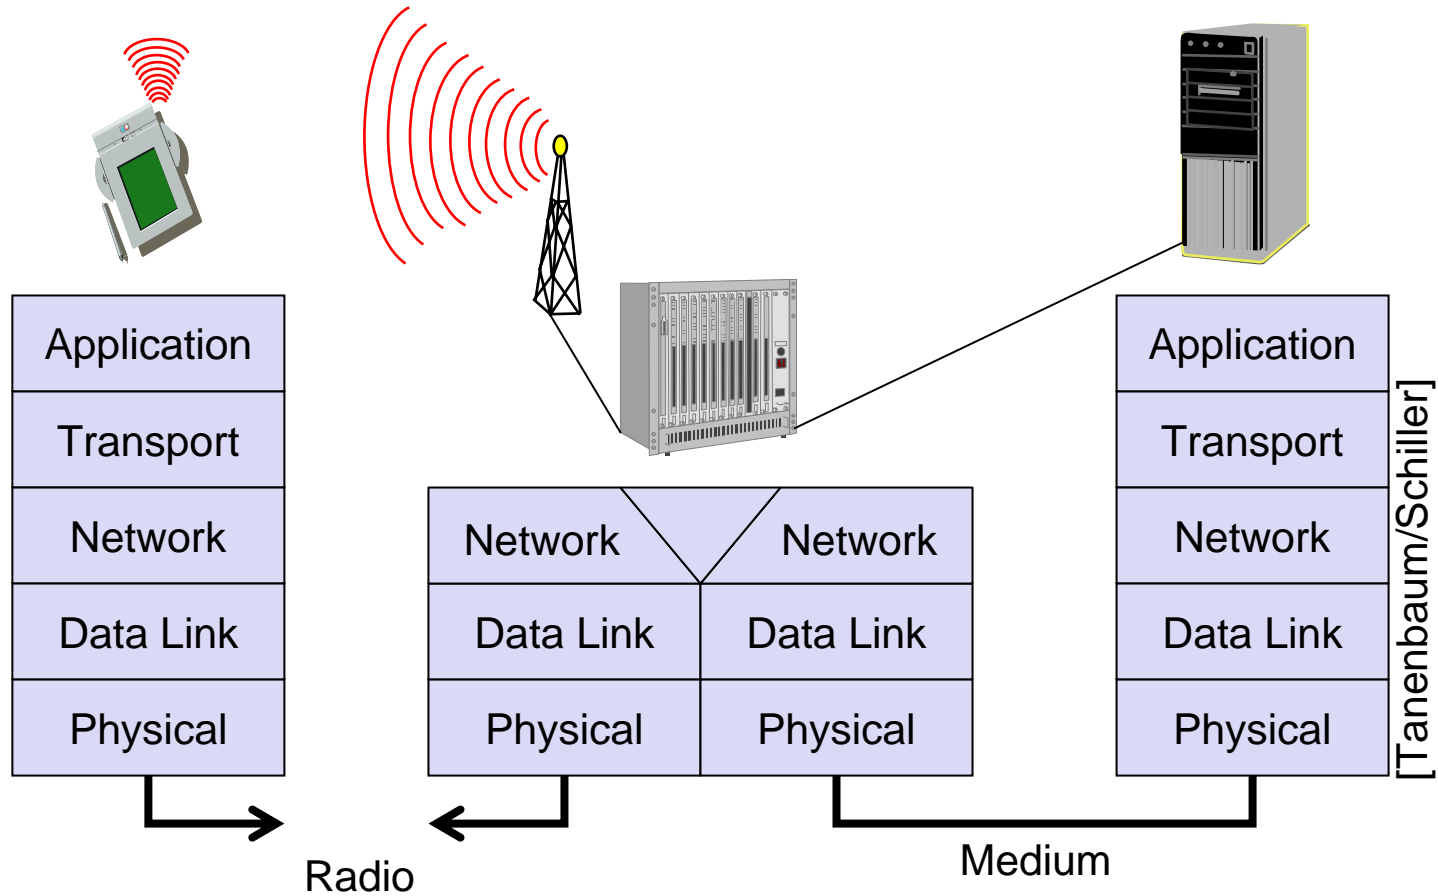 Application
Transport
Network
Data Link
Physical
Network
Data Link
Physical
Network
Data Link
Physical
Application
Transport
Network
Data Link
Physical
Radio
Medium
[Tanenbaum/Schiller]